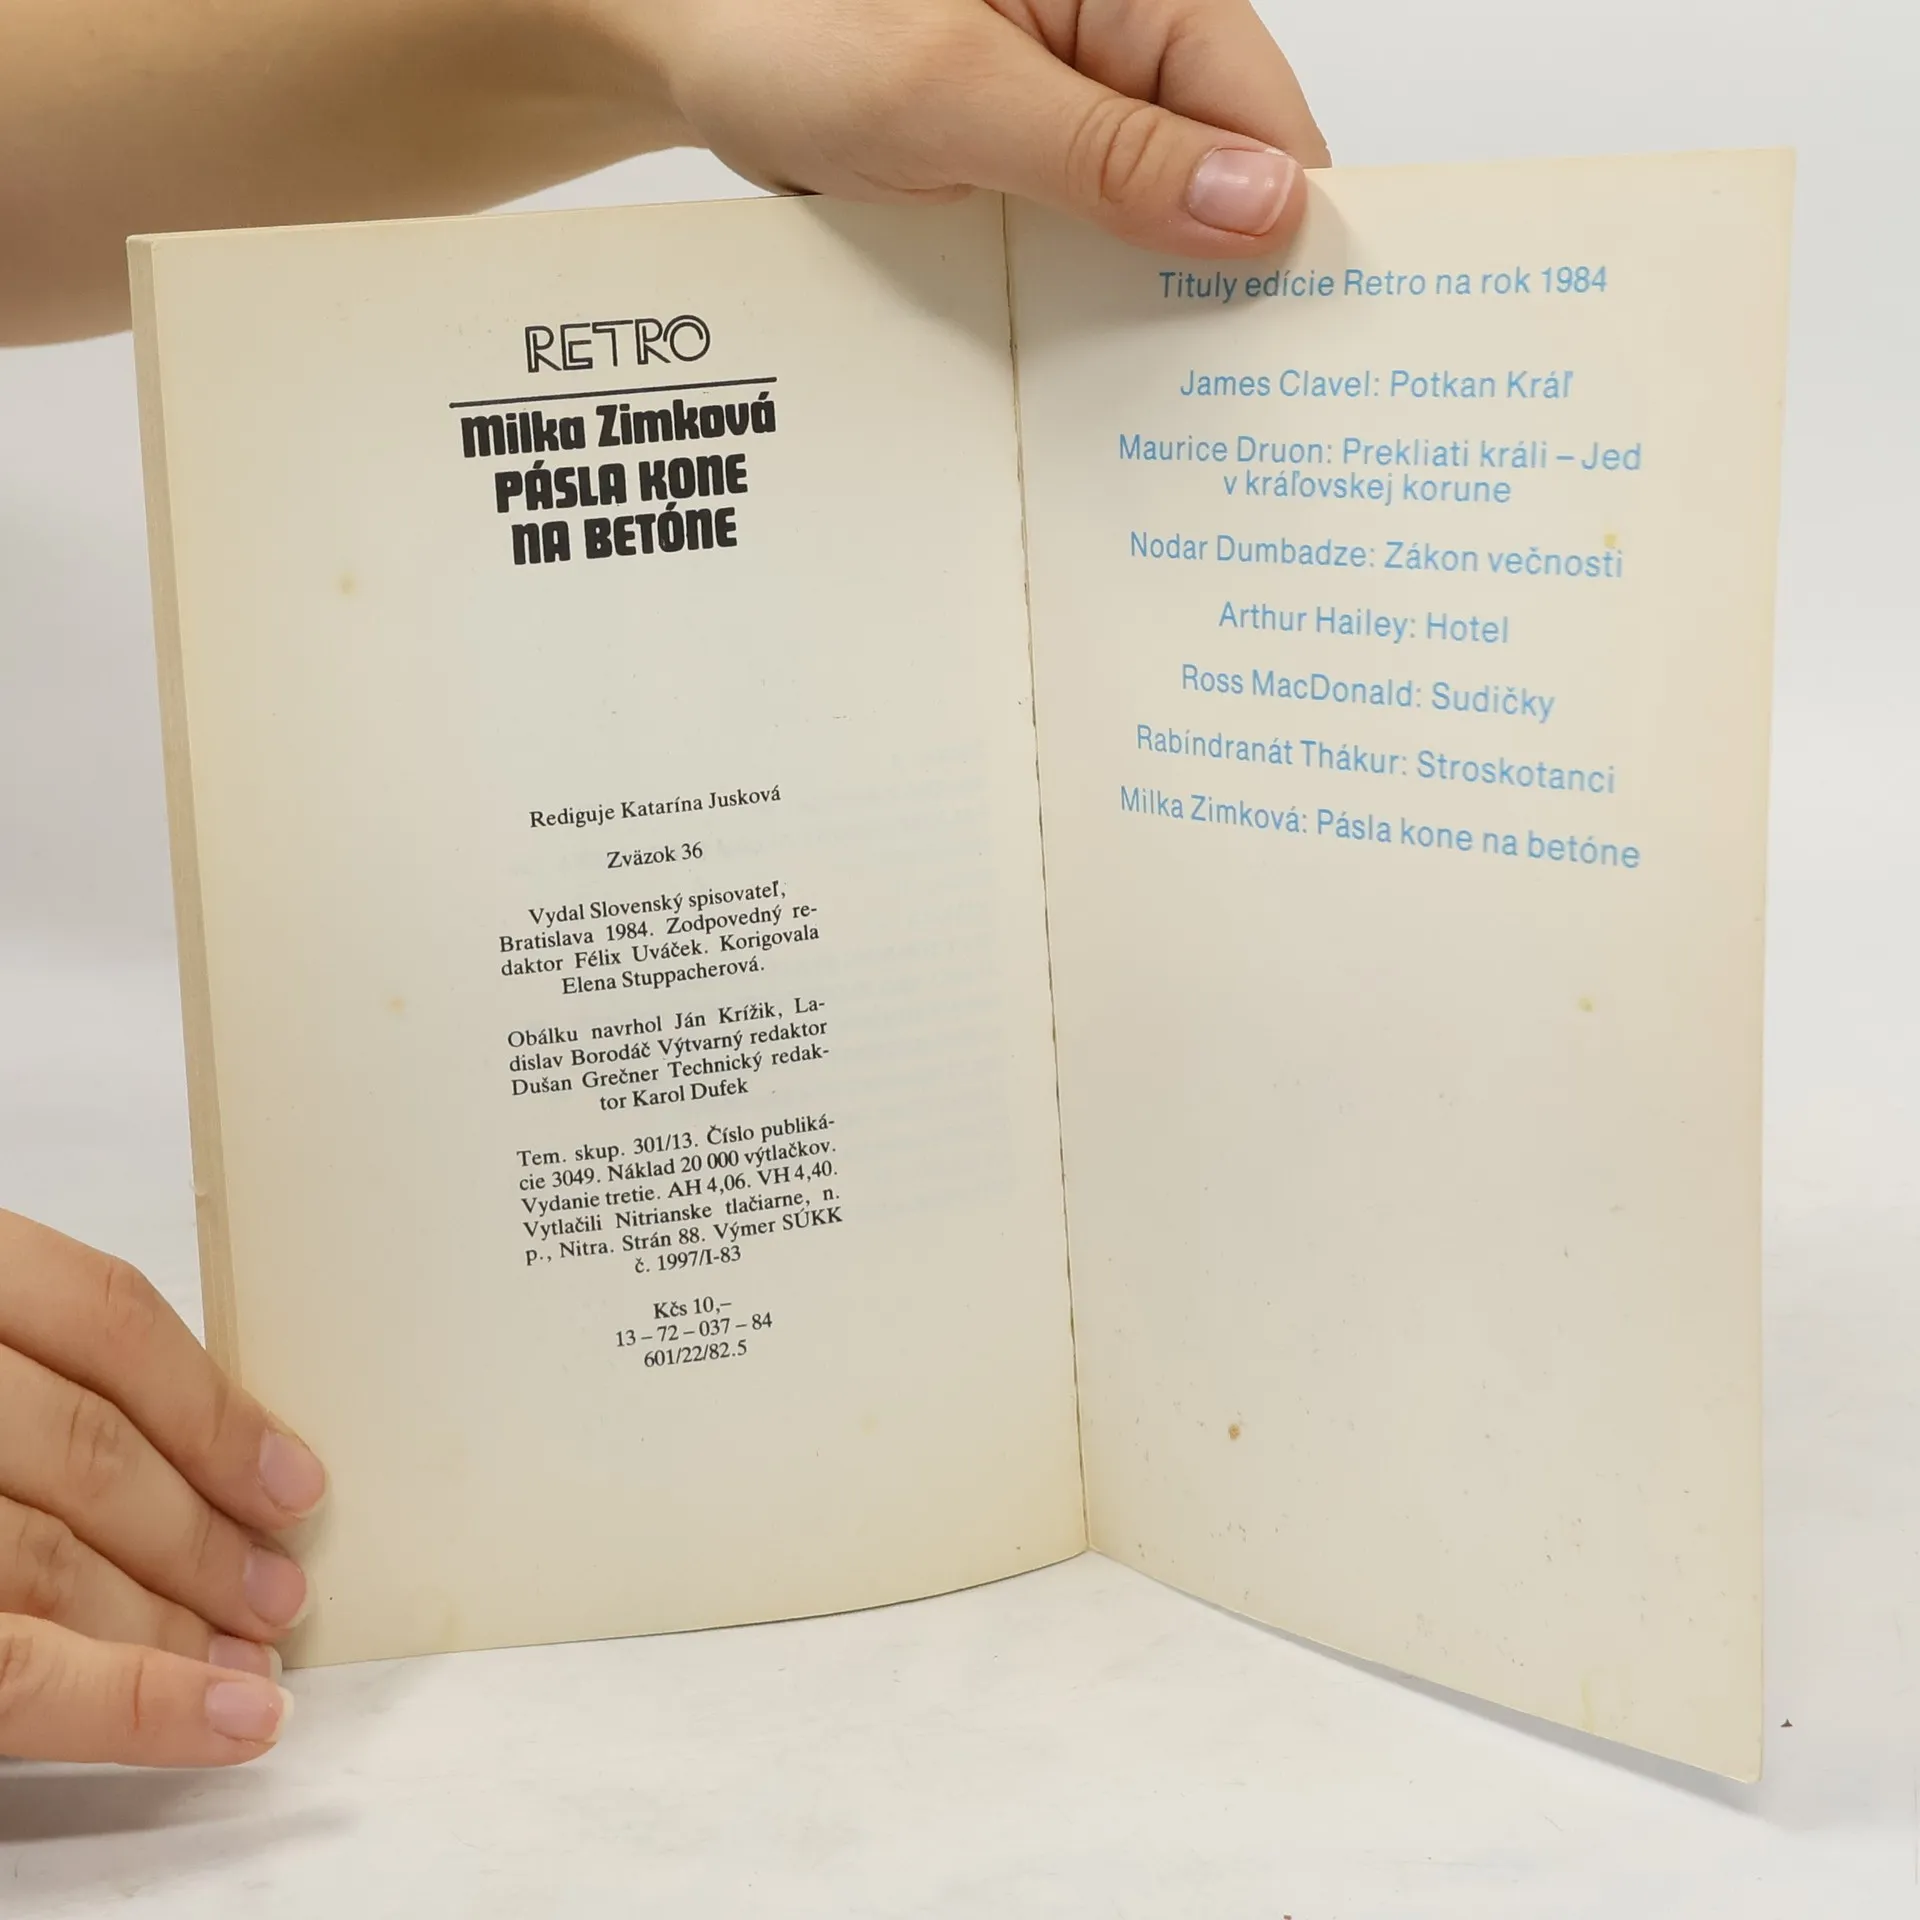 RETRO
Milka Zimková
PÁSLA KONE
NA BETÓNE
Rediguje Katarína Jusková
Zväzok 36
Vydal Slovenský spisovateľ,
Bratislava 1984. Zodpovedný re-
daktor Félix Uváček. Korigovala
Elena Stuppacherová.
Obálku navrhol Ján Krížik, La-
dislav Borodáč Výtvarný redaktor
Dušan Grečner Technický redak-
tor Karol Dufek
Tem. skup. 301/13. Číslo publiká-
cie 3049. Náklad 20 000 výtlačkov.
Vydanie tretie. AH 4,06. VH 4,40.
Vytlačili Nitrianske tlačiarne, n.
p., Nitra. Strán 88. Výmer SÚKK
č. 1997/I-83
Kčs 10,–
13 – 72 – 037 – 84
601/22/82.5
Tituly edície Retro na rok 1984
James Clavel: Potkan Kráľ
Maurice Druon: Prekliati králi – Jed
v kráľovskej korune
Nodar Dumbadze: Zákon večnosti
Arthur Hailey: Hotel
Ross MacDonald: Sudičky
Rabíndranát Thákur: Stroskotanci
Milka Zimková: Pásla kone na betóne